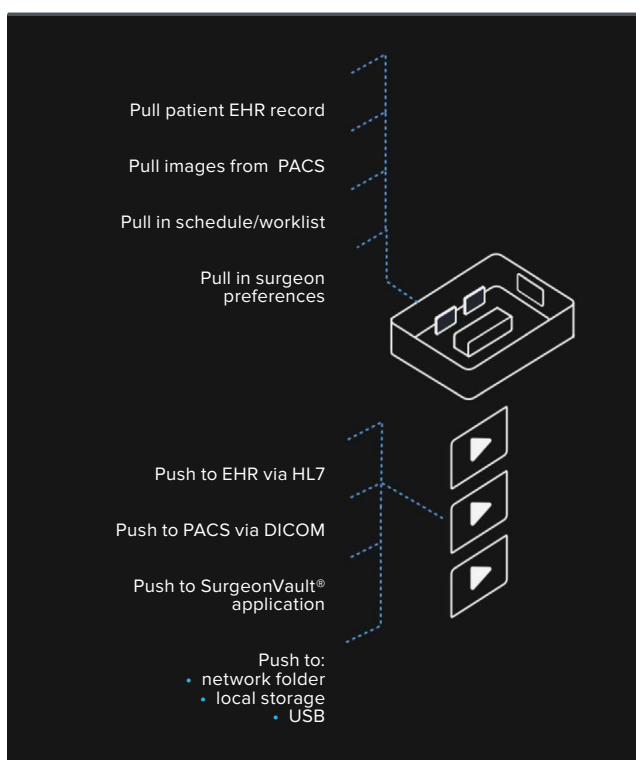 Pull patient EHR record
Pull images from PACS
Pull in schedule/worklist
Pull in surgeon
preferences
Push to EHR via HL7
Push to PACS via DICOM
Push to SurgeonVault®
application
Push to:
• network folder
• local storage
• USB